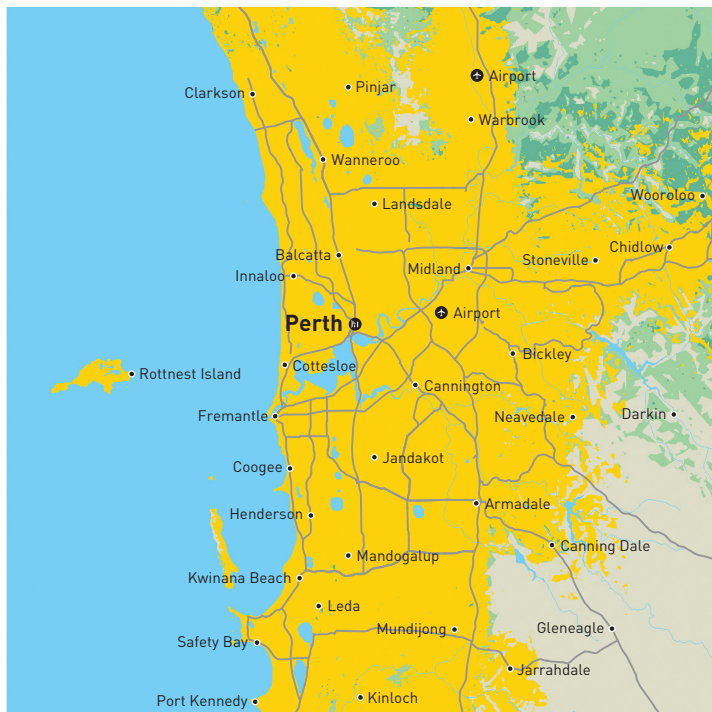 Airport
Pinjar
Clarkson
Warbrook
Wanneroo
Wooroloo
Landsdale
Chidlow
Balcatta
Stoneville
Midland
Innaloo
Airport
Perth
Bickley
Cottesloe
Rottnest Island
Cannington
Fremantle
Neavedale
Darkin
Jandakot
Coogee
Armadale
Henderson
Canning Dale
Mandogalup
Kwinana Beach
Leda
Mundijong
Gleneagle
Safety Bay
Jarrahdale
Kinloch
Port Kennedy